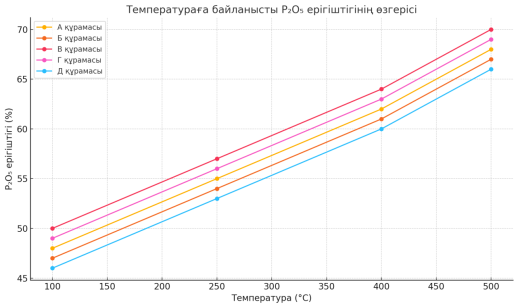 Температураға байланысты P₂O₅ ерігіштігінің өзгерісі
А құрамасы
Б құрамасы
В құрамасы
Г құрамасы
Д құрамасы
P₂O₅ ерігіштігі (%)
70
65
60
55
50
45
100 150 200 250 300 350 400 450 500
Температура (°C)